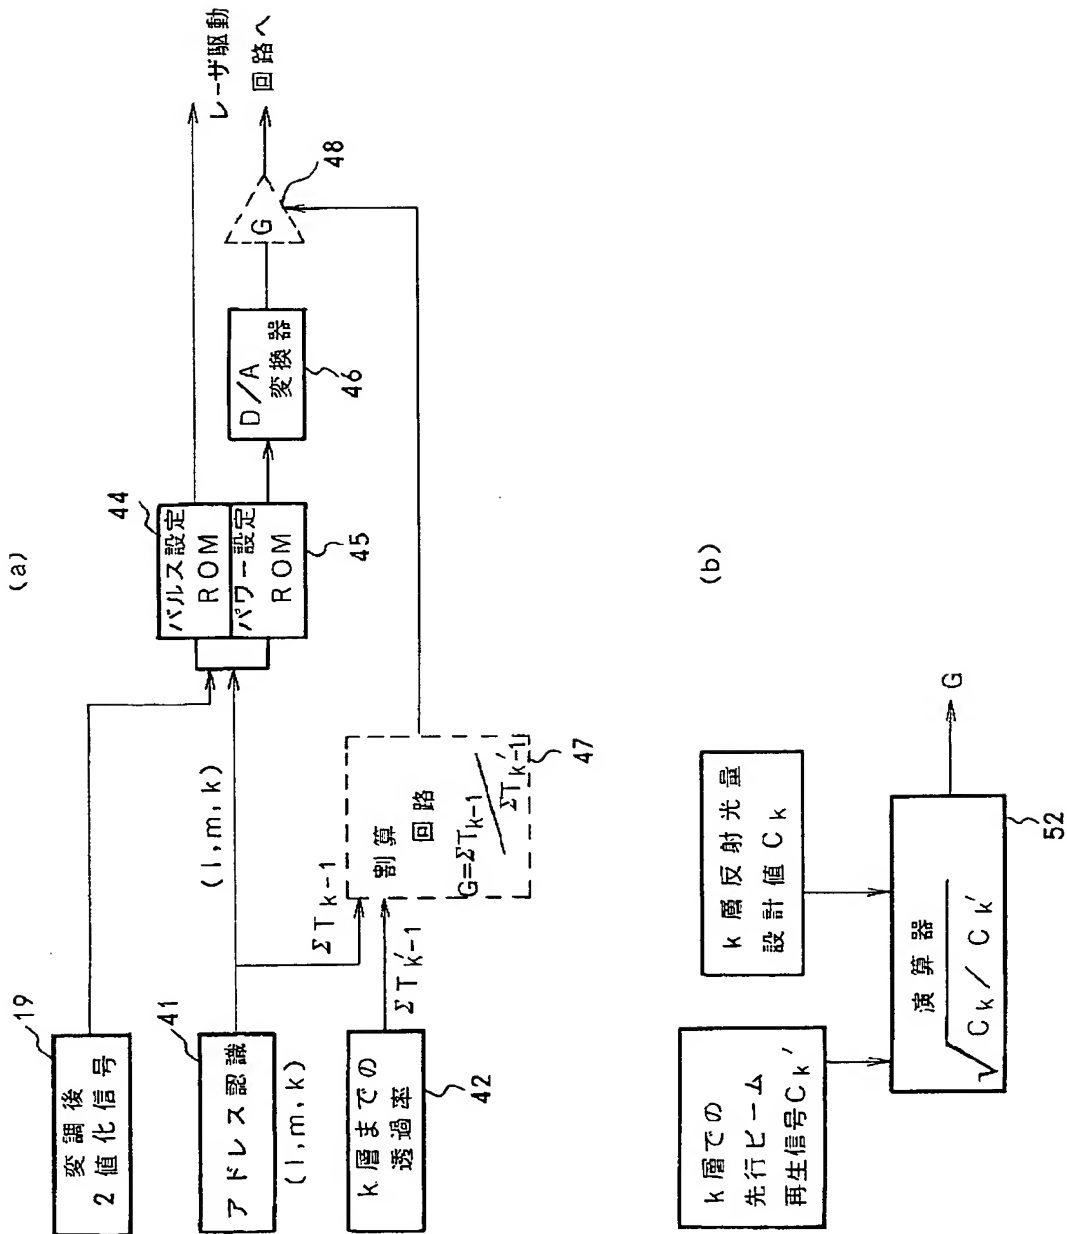 (a)
19
変調後
2値化信号
41
アドレス認識
(l,m,k)
k層までの
透過率
42
(l,m,k)
ΣTk-1
ΣT'k-1
割算
回路
G=ΣTk-1/ΣT'k-1
47
44
パルス設定
ROM
パワー設定
ROM
45
D/A
変換器
46
G
48
レーザ駆動
回路へ
(b)
k層での
先行ビーム
再生信号Ck'
k層反射光量
設計値Ck
演算器
√Ck/Ck'
52
G